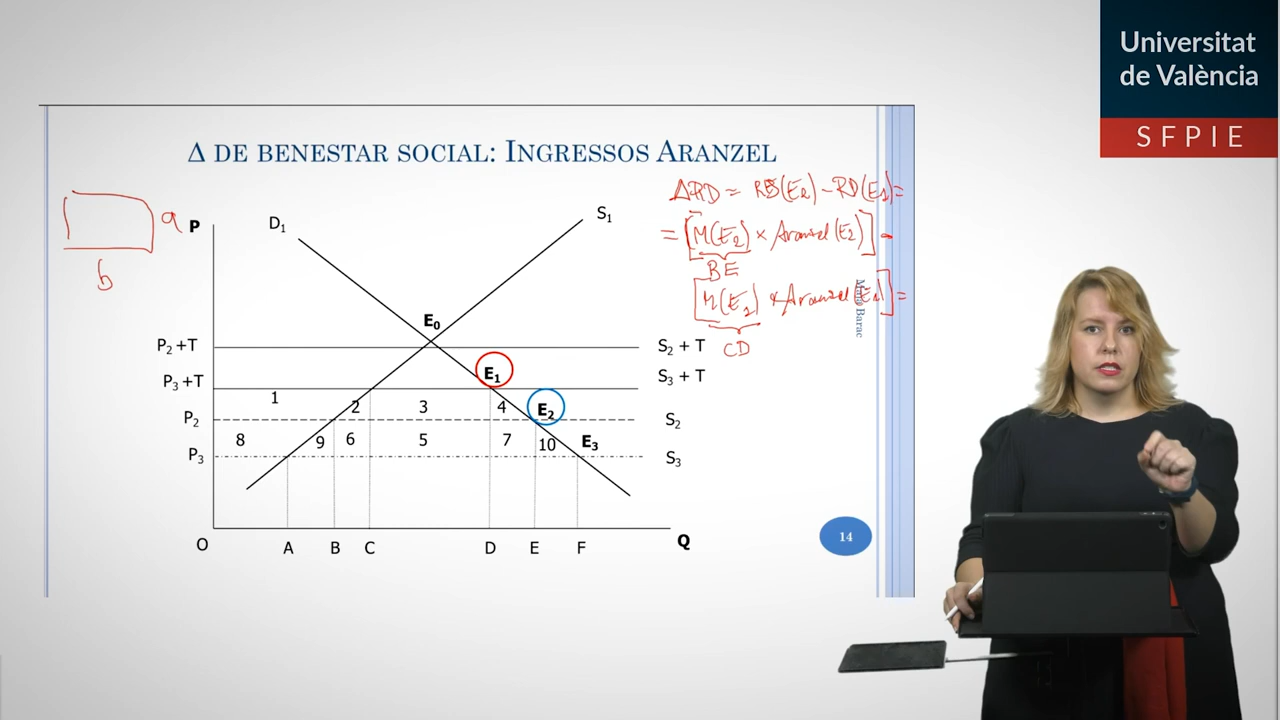 Universitat
de València
SFPIE
Δ DE BENESTAR SOCIAL: INGRESSOS ARANZEL
a
b
ΔRD = RD(E2) - RD(E1) =
= [M(E2) × Aranzel (E2)] -
BE
[M(E1) × Aranzel (E1)] =
CD
P
D1
S1
E0
P2 +T
S2 + T
P3 +T
E1
S3 + T
1
2
3
4
E2
P2
S2
8
9
6
5
7
10
E3
P3
S3
O
A
B
C
D
E
F
Q
14